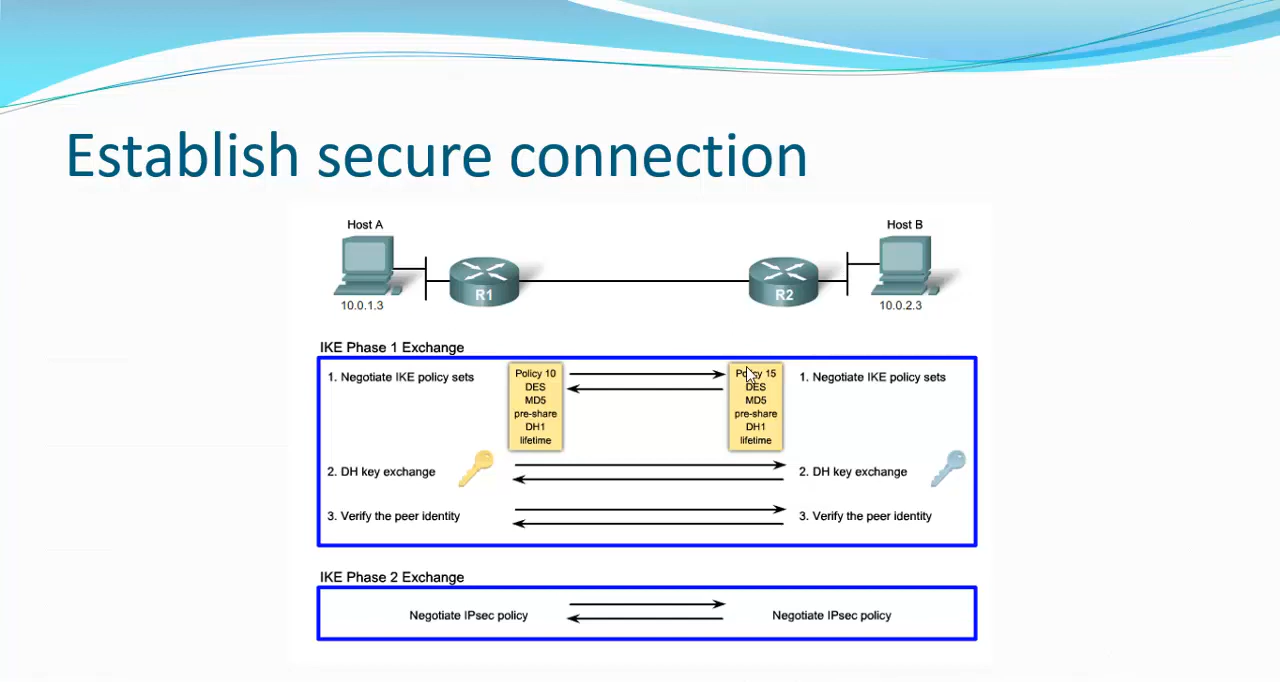 Establish secure connection
Host A
Host B
R1
R2
10.0.1.3
10.0.2.3
IKE Phase 1 Exchange
1. Negotiate IKE policy sets
Policy 10
DES
MD5
pre-share
DH1
lifetime
Policy 15
DES
MD5
pre-share
DH1
lifetime
1. Negotiate IKE policy sets
2. DH key exchange
2. DH key exchange
3. Verify the peer identity
3. Verify the peer identity
IKE Phase 2 Exchange
Negotiate IPsec policy
Negotiate IPsec policy